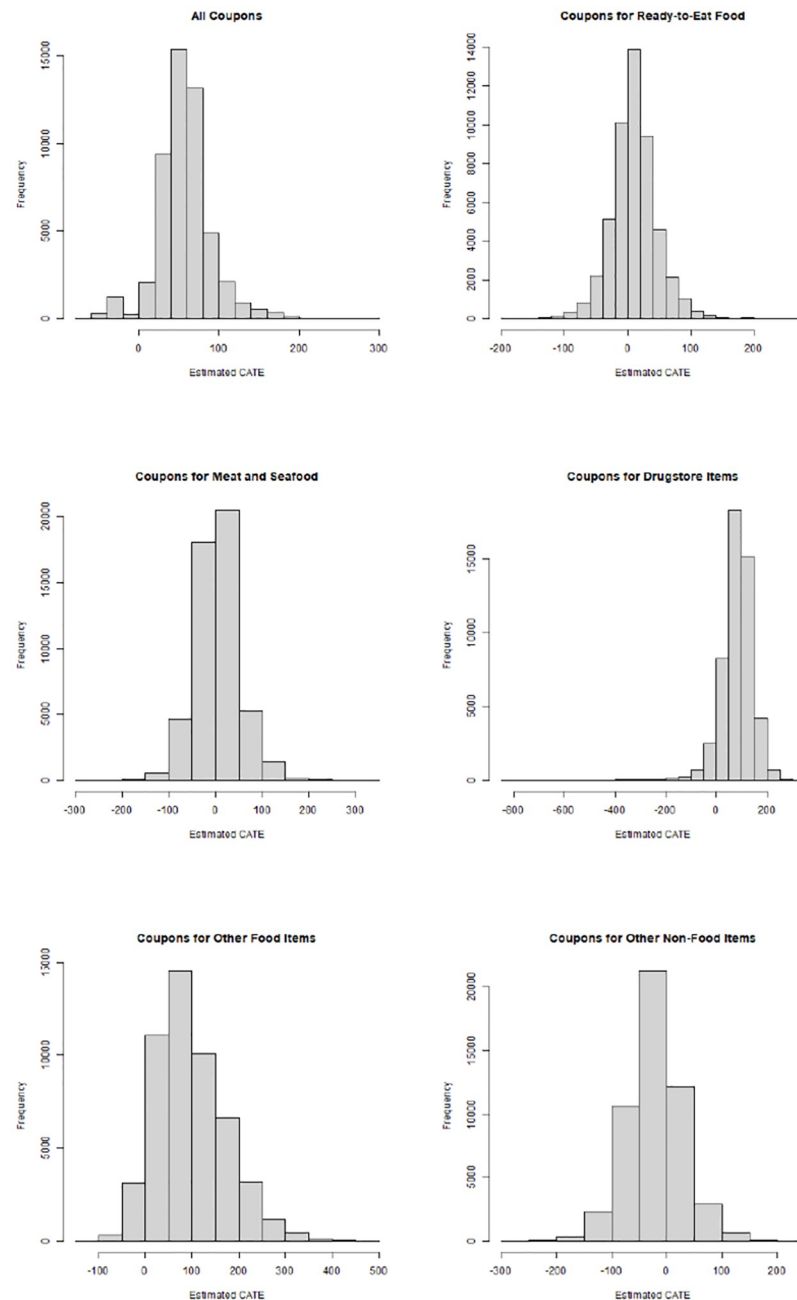 All Coupons
15000
10000
5000
0
Frequency
0 100 200 300
Estimated CATE
Coupons for Ready-to-Eat Food
14000
12000
10000
8000
6000
4000
2000
0
Frequency
-200 -100 0 100 200
Estimated CATE
Coupons for Meat and Seafood
20000
15000
10000
5000
0
Frequency
-300 -200 -100 0 100 200 300
Estimated CATE
Coupons for Drugstore Items
15000
10000
5000
0
Frequency
-800 -600 -400 -200 0 200
Estimated CATE
Coupons for Other Food Items
15000
10000
5000
0
Frequency
-100 0 100 200 300 400 500
Estimated CATE
Coupons for Other Non-Food Items
20000
15000
10000
5000
0
Frequency
-300 -200 -100 0 100 200
Estimated CATE